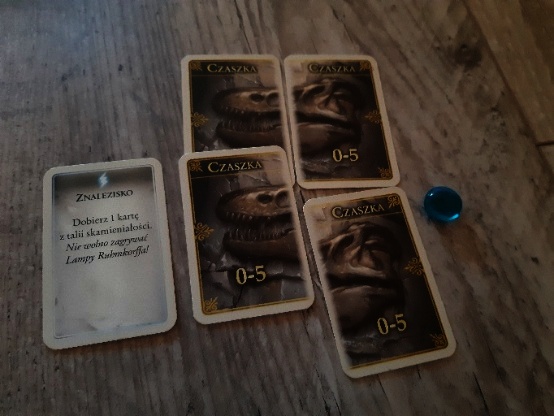 Czaszka
Czaszka
0-5
Znalezisko
Dobierz 1 kartę
z talii skamieniałości.
Nie wolno zagrywać
Lampy Ruhmkorffa!
Czaszka
0-5
Czaszka
0-5